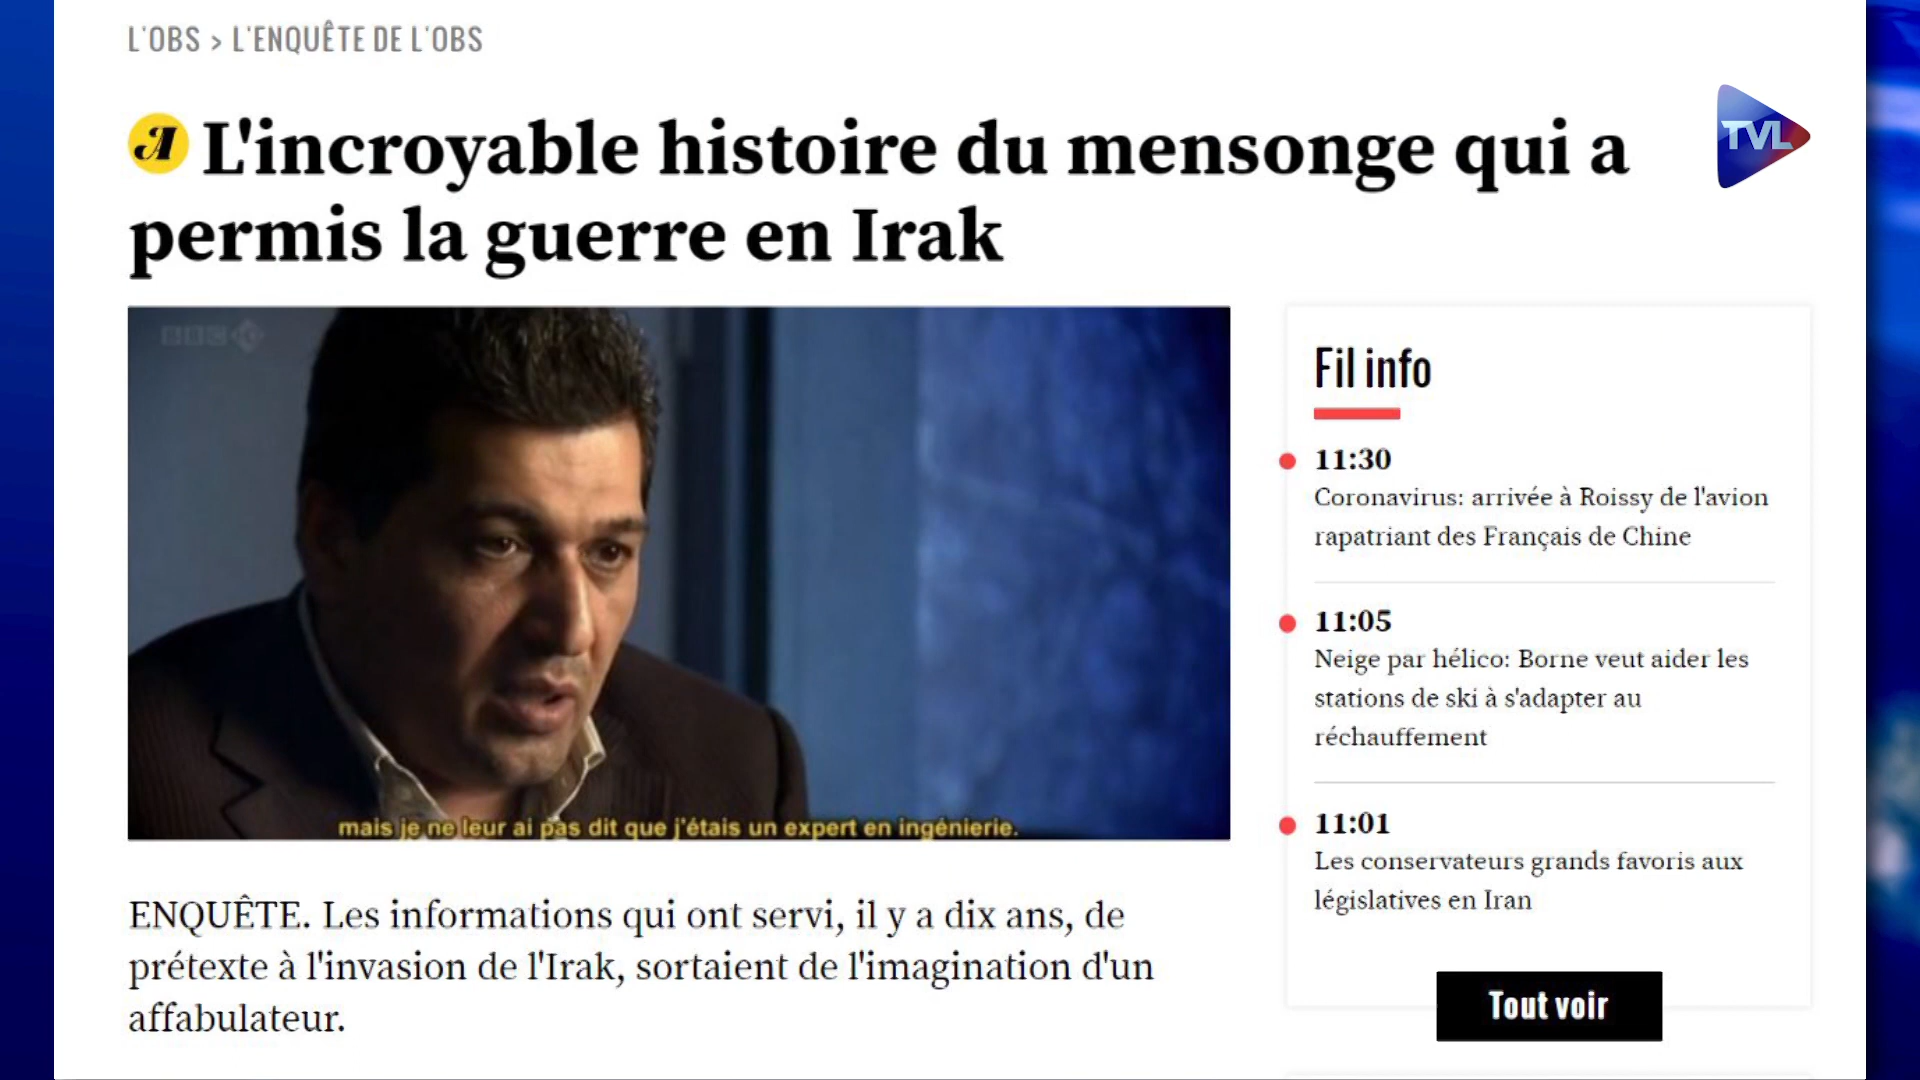 L'OBS > L'ENQUÊTE DE L'OBS
L'incroyable histoire du mensonge qui a
permis la guerre en Irak
TVL
BBC
mais je ne leur ai pas dit que j'étais un expert en ingénierie.
ENQUÊTE. Les informations qui ont servi, il y a dix ans, de
prétexte à l'invasion de l'Irak, sortaient de l'imagination d'un
affabulateur.
Fil info
11:30
Coronavirus: arrivée à Roissy de l'avion
rapatriant des Français de Chine
11:05
Neige par hélico: Borne veut aider les
stations de ski à s'adapter au
réchauffement
11:01
Les conservateurs grands favoris aux
législatives en Iran
Tout voir